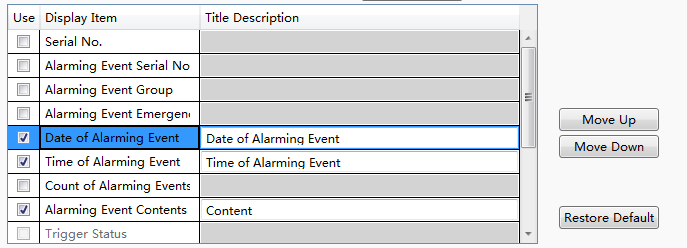 Use Display Item Title Description
Serial No.
Alarming Event Serial No
Alarming Event Group
Alarming Event Emergen
Date of Alarming Event Date of Alarming Event
Time of Alarming Event Time of Alarming Event
Count of Alarming Events
Alarming Event Contents Content
Trigger Status
Move Up
Move Down
Restore Default